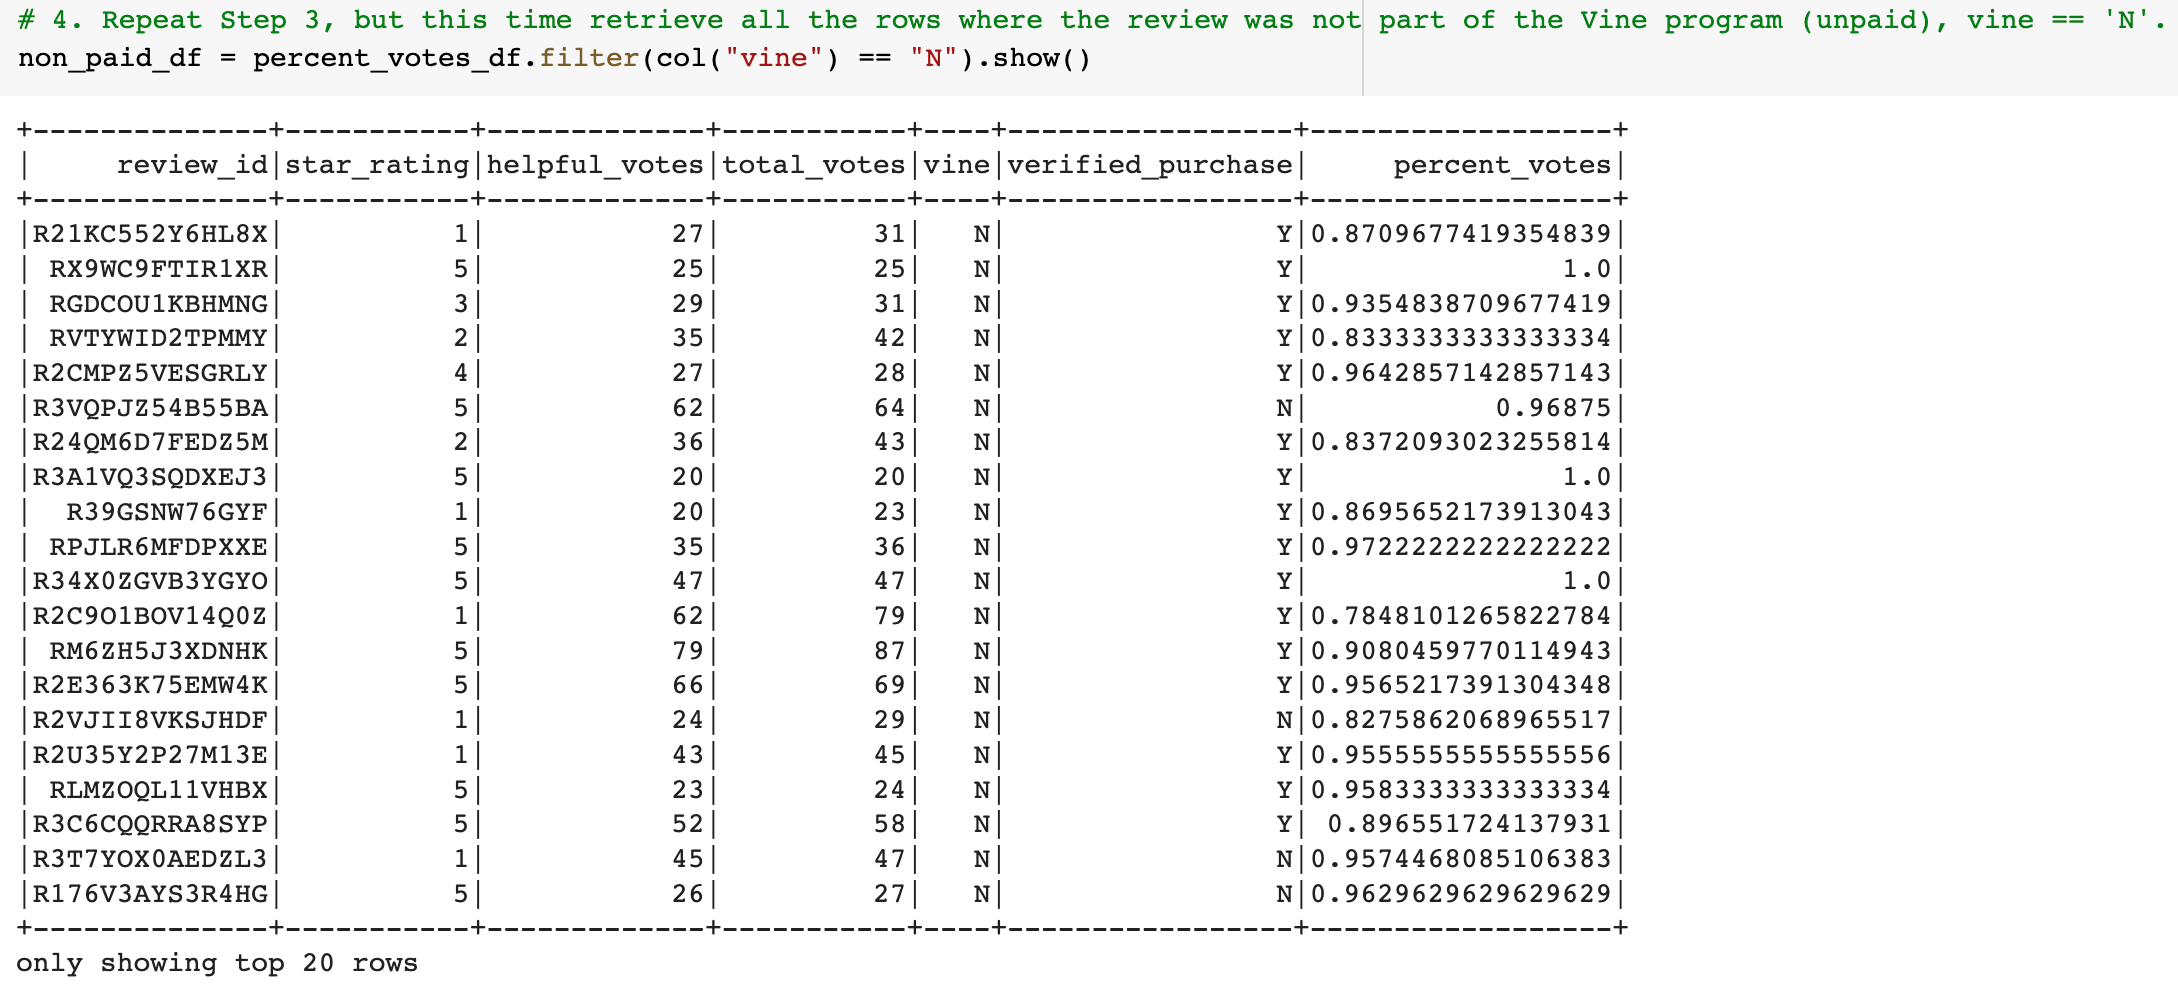 # 4. Repeat Step 3, but this time retrieve all the rows where the review was not part of the Vine program (unpaid), vine == 'N'.
non_paid_df = percent_votes_df.filter(col("vine") == "N").show()
+--------------+-----------+-------------+-----------+----+-----------------+------------------+
|     review_id|star_rating|helpful_votes|total_votes|vine|verified_purchase|     percent_votes|
+--------------+-----------+-------------+-----------+----+-----------------+------------------+
|R21KC552Y6HL8X|          1|           27|         31|   N|                Y|0.8709677419354839|
| RX9WC9FTIR1XR|          5|           25|         25|   N|                Y|               1.0|
| RGDCOU1KBHMNG|          3|           29|         31|   N|                Y|0.9354838709677419|
| RVTYWID2TPMMY|          2|           35|         42|   N|                Y|0.8333333333333334|
|R2CMPZ5VESGRLY|          4|           27|         28|   N|                Y|0.9642857142857143|
|R3VQPJZ54B55BA|          5|           62|         64|   N|                N|           0.96875|
|R24QM6D7FEDZ5M|          2|           36|         43|   N|                Y|0.8372093023255814|
|R3A1VQ3SQDXEJ3|          5|           20|         20|   N|                Y|               1.0|
|  R39GSNW76GYF|          1|           20|         23|   N|                Y|0.8695652173913043|
| RPJLR6MFDPXXE|          5|           35|         36|   N|                Y|0.9722222222222222|
|R34X0ZGVB3YGYO|          5|           47|         47|   N|                Y|               1.0|
|R2C9O1BOV14Q0Z|          1|           62|         79|   N|                Y|0.7848101265822784|
| RM6ZH5J3XDNHK|          5|           79|         87|   N|                Y|0.9080459770114943|
|R2E363K75EMW4K|          5|           66|         69|   N|                Y|0.9565217391304348|
|R2VJII8VKSJHDF|          1|           24|         29|   N|                N|0.8275862068965517|
|R2U35Y2P27M13E|          1|           43|         45|   N|                Y|0.9555555555555556|
| RLMZOQL11VHBX|          5|           23|         24|   N|                Y|0.9583333333333334|
|R3C6CQQRRA8SYP|          5|           52|         58|   N|                Y| 0.896551724137931|
|R3T7YOX0AEDZL3|          1|           45|         47|   N|                N|0.9574468085106383|
|R176V3AYS3R4HG|          5|           26|         27|   N|                N|0.9629629629629629|
+--------------+-----------+-------------+-----------+----+-----------------+------------------+
only showing top 20 rows